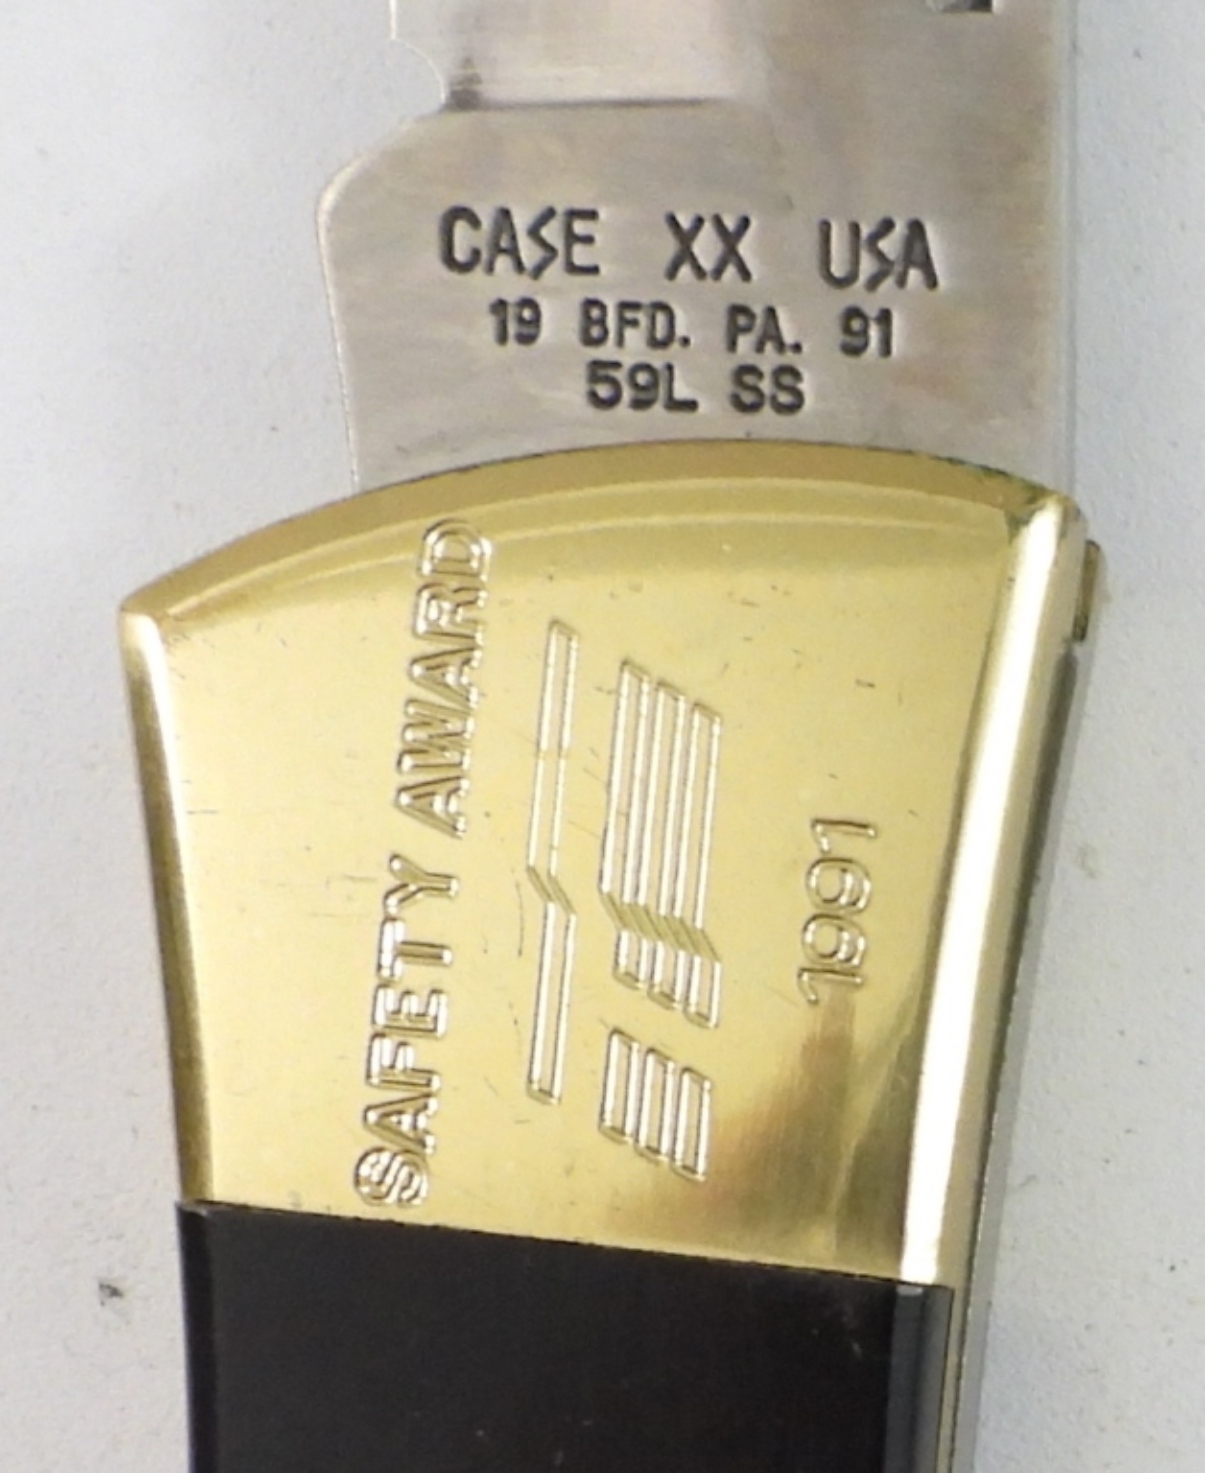 CASE XX USA
19 BFD. PA. 91
59L SS
SAFETY AWARD
1991